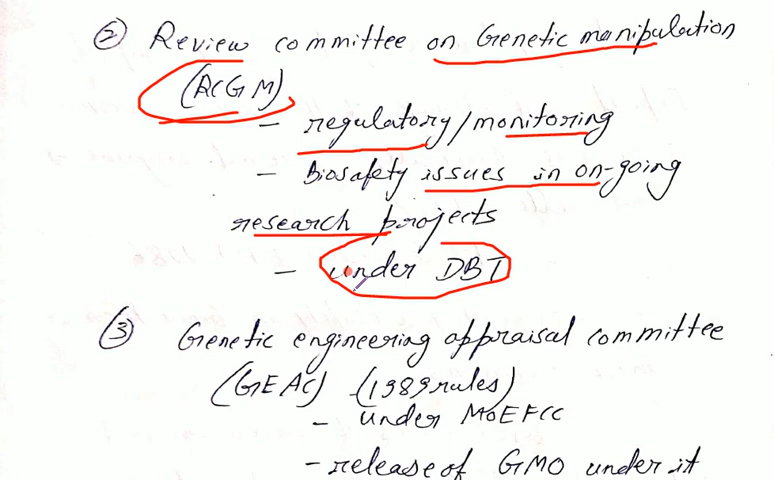 ② Review committee on Genetic manipulation
(RCGM)
- regulatory/monitoring
- Biosafety issues in on-going
research projects
- under DBT
③ Genetic engineering appraisal committee
(GEAC) (1989 rules)
- under MoEFCC
- release of GMO under it